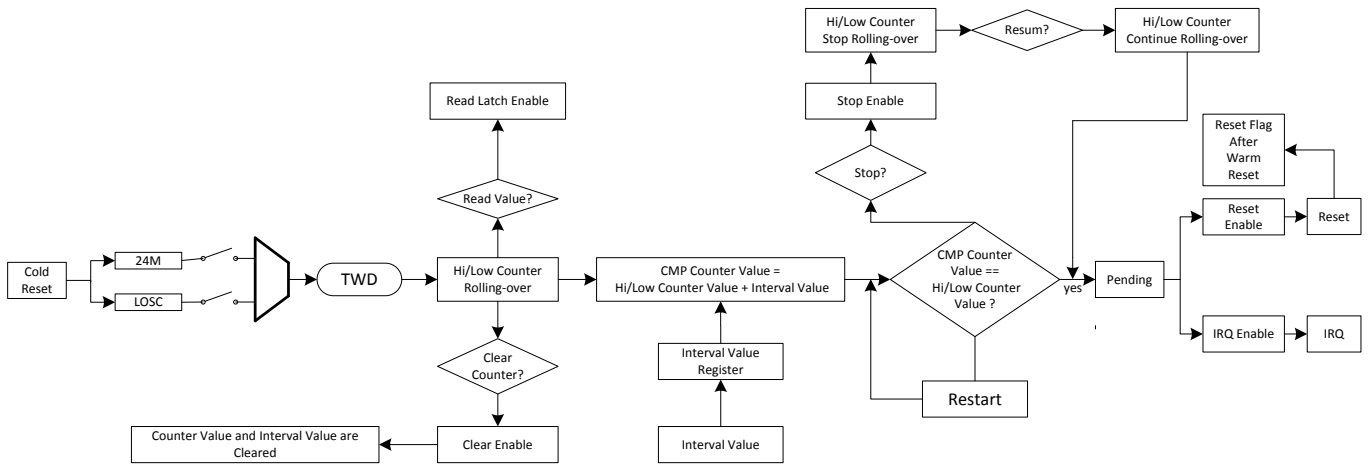 Hi/Low Counter
Stop Rolling-over
Resum?
Hi/Low Counter
Continue Rolling-over
Read Latch Enable
Stop Enable
Reset Flag
After
Warm
Reset
Stop?
Read Value?
Reset
Enable
Reset
Cold
Reset
24M
LOSC
TWD
Hi/Low Counter
Rolling-over
CMP Counter Value =
Hi/Low Counter Value + Interval Value
CMP Counter
Value ==
Hi/Low Counter
Value ?
yes
Pending
IRQ Enable
IRQ
Clear
Counter?
Interval Value
Register
Restart
Counter Value and Interval Value are
Cleared
Clear Enable
Interval Value